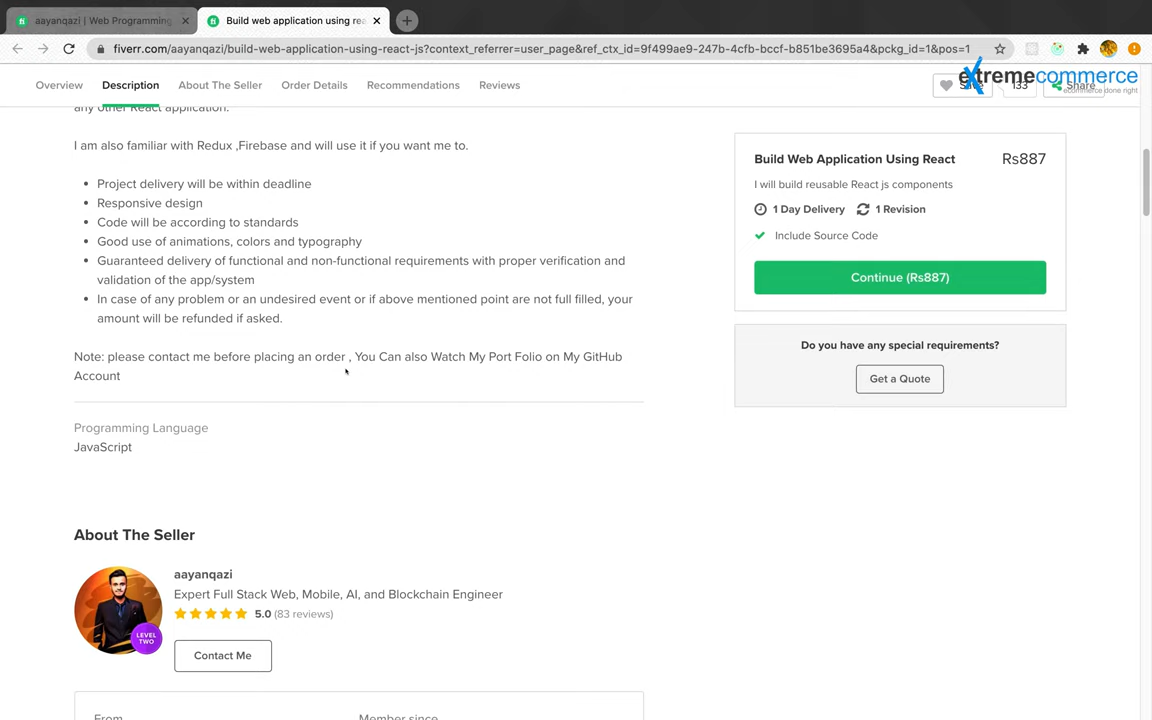 aayanqazi | Web Programming
Build web application using rea
fiverr.com/aayanqazi/build-web-application-using-react-js?context_referrer=user_page&ref_ctx_id=9f499ae9-247b-4cfb-bccf-b851be3695a4&pckg_id=1&pos=1
Overview
Description
About The Seller
Order Details
Recommendations
Reviews
133
Share
extremecommerce
ecommerce done right
any other React application.
I am also familiar with Redux ,Firebase and will use it if you want me to.
Project delivery will be within deadline
Responsive design
Code will be according to standards
Good use of animations, colors and typography
Guaranteed delivery of functional and non-functional requirements with proper verification and
validation of the app/system
In case of any problem or an undesired event or if above mentioned point are not full filled, your
amount will be refunded if asked.
Note: please contact me before placing an order , You Can also Watch My Port Folio on My GitHub
Account
Programming Language
JavaScript
About The Seller
aayanqazi
Expert Full Stack Web, Mobile, AI, and Blockchain Engineer
5.0 (83 reviews)
LEVEL
TWO
Contact Me
From
Member since
Build Web Application Using React Rs887
I will build reusable React js components
1 Day Delivery 1 Revision
Include Source Code
Continue (Rs887)
Do you have any special requirements?
Get a Quote